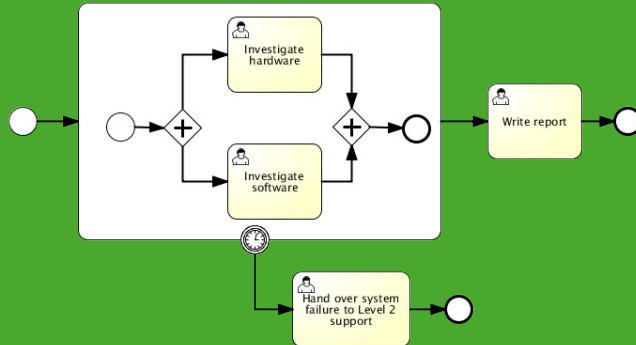 Investigate
hardware
Investigate
software
Write report
Hand over system
failure to Level 2
support